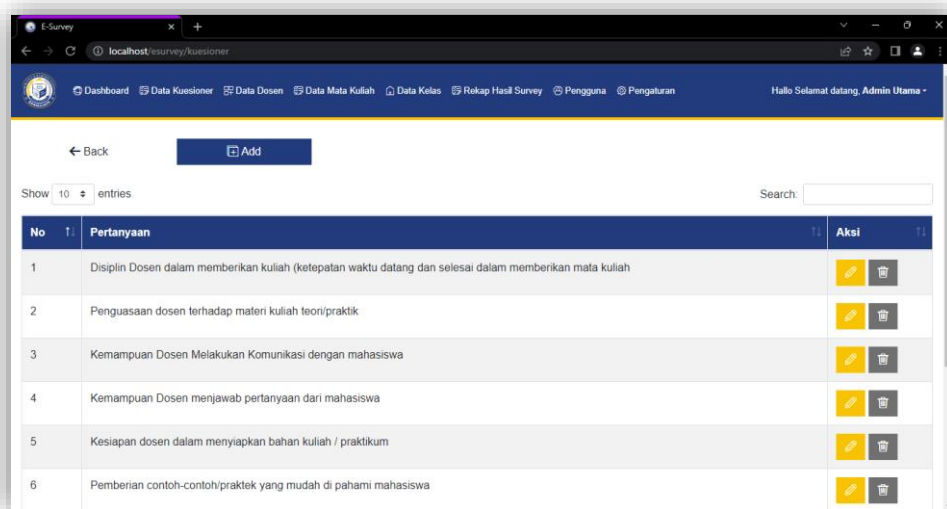 E-Survey
localhost/esurvey/kuesioner
Dashboard Data Kuesioner Data Dosen Data Mata Kuliah Data Kelas Rekap Hasil Survey Pengguna Pengaturan Hallo Selamat datang, Admin Utama
Back Add
Show 10 entries Search:
No Pertanyaan Aksi
1 Disiplin Dosen dalam memberikan kuliah (ketepatan waktu datang dan selesai dalam memberikan mata kuliah
2 Penguasaan dosen terhadap materi kuliah teori/praktik
3 Kemampuan Dosen Melakukan Komunikasi dengan mahasiswa
4 Kemampuan Dosen menjawab pertanyaan dari mahasiswa
5 Kesiapan dosen dalam menyiapkan bahan kuliah / praktikum
6 Pemberian contoh-contoh/praktek yang mudah di pahami mahasiswa